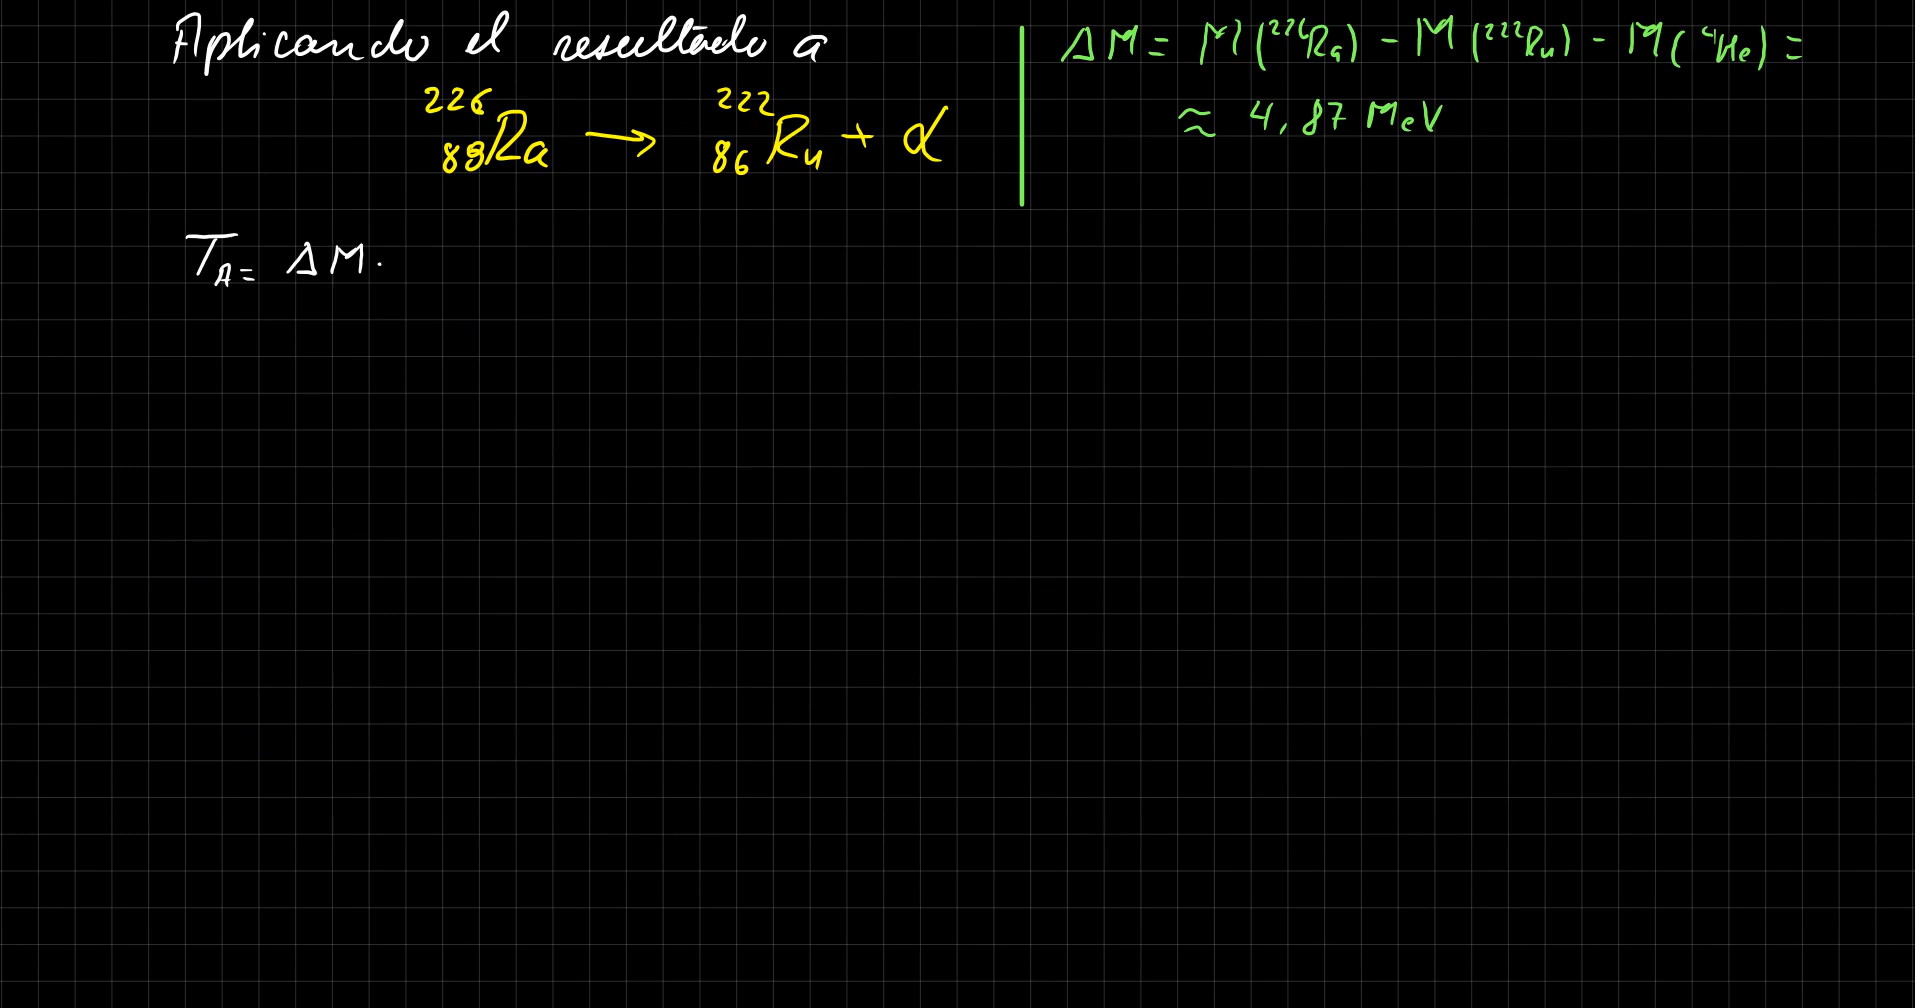 Aplicando el resultado a
²²⁶₈₈Ra → ²²²₈₆Rn + α
T_A = ΔM.
ΔM = M(²²⁶Ra) - M(²²²Rn) - M(⁴He) =
≈ 4,87 MeV